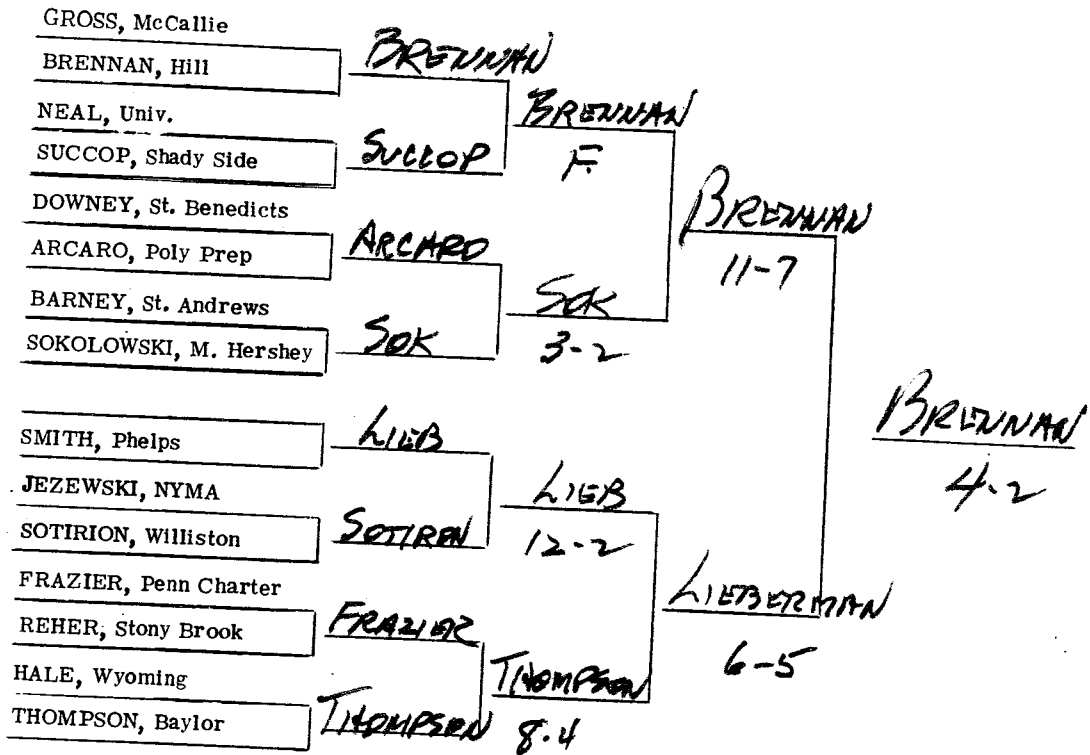 GROSS, McCallie
BRENNAN, Hill
NEAL, Univ.
SUCCOP, Shady Side
DOWNEY, St. Benedicts
ARCARO, Poly Prep
BARNEY, St. Andrews
SOKOLOWSKI, M. Hershey
SMITH, Phelps
JEZEWSKI, NYMA
SOTIRION, Williston
FRAZIER, Penn Charter
REHER, Stony Brook
HALE, Wyoming
THOMPSON, Baylor
BRENNAN
SUCCOP
ARCARO
SOK
LIEB
SOTIREN
FRAZIER
THOMPSON
BRENNAN
F.
SOK
3-2
LIEB
12-2
THOMPSON
8-4
BRENNAN
11-7
LIEBERMAN
6-5
BRENNAN
4-2